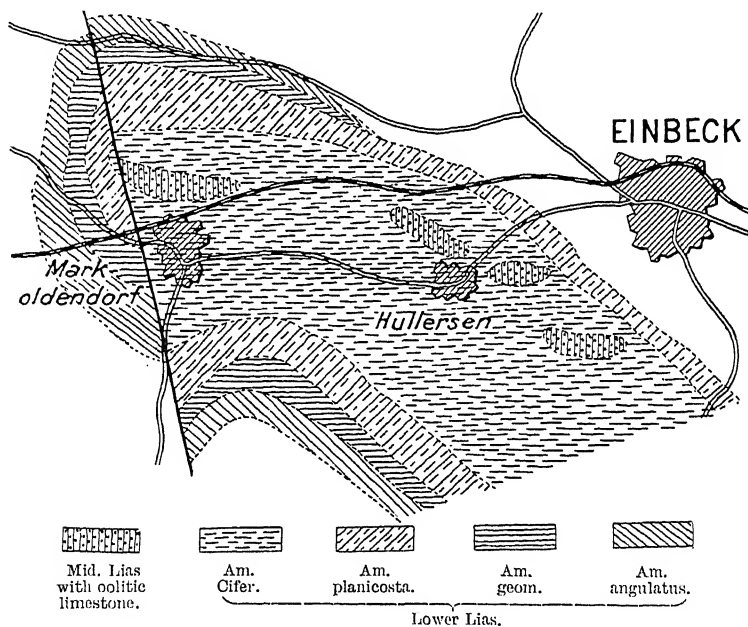 EINBECK
Mark
oldendorf
Hullersen
Mid. Lias
with oolitic
limestone.
Am.
Cifer.
Am.
planicosta.
Am.
geom.
Am.
angulatus.
Lower Lias.